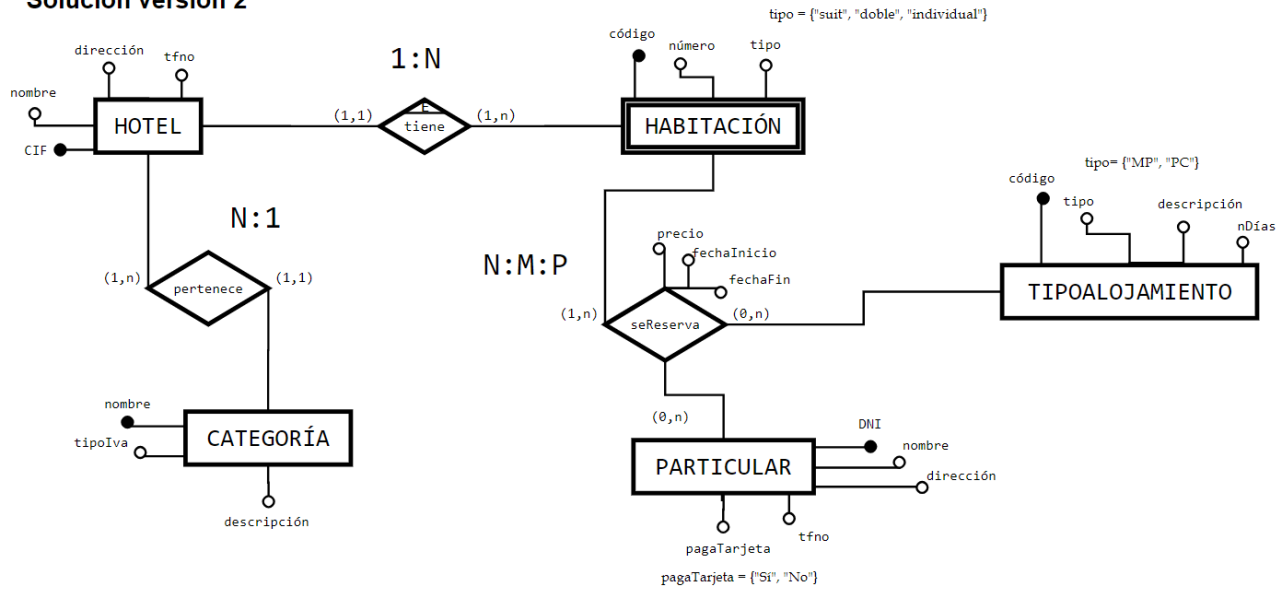 Solución versión 2
tipo = {"suit", "doble", "individual"}
código
número
tipo
dirección
tfno
1:N
nombre
HOTEL
(1,1)
E
tiene
(1,n)
HABITACIÓN
CIF
tipo= {"MP", "PC"}
código
tipo
descripción
nDías
N:1
precio
fechaInicio
fechaFin
N:M:P
(1,n)
pertenece
(1,1)
TIPOALOJAMIENTO
(1,n)
seReserva
(0,n)
nombre
tipoIva
CATEGORÍA
(0,n)
DNI
nombre
PARTICULAR
dirección
descripción
tfno
pagaTarjeta
pagaTarjeta = {"Sí", "No"}